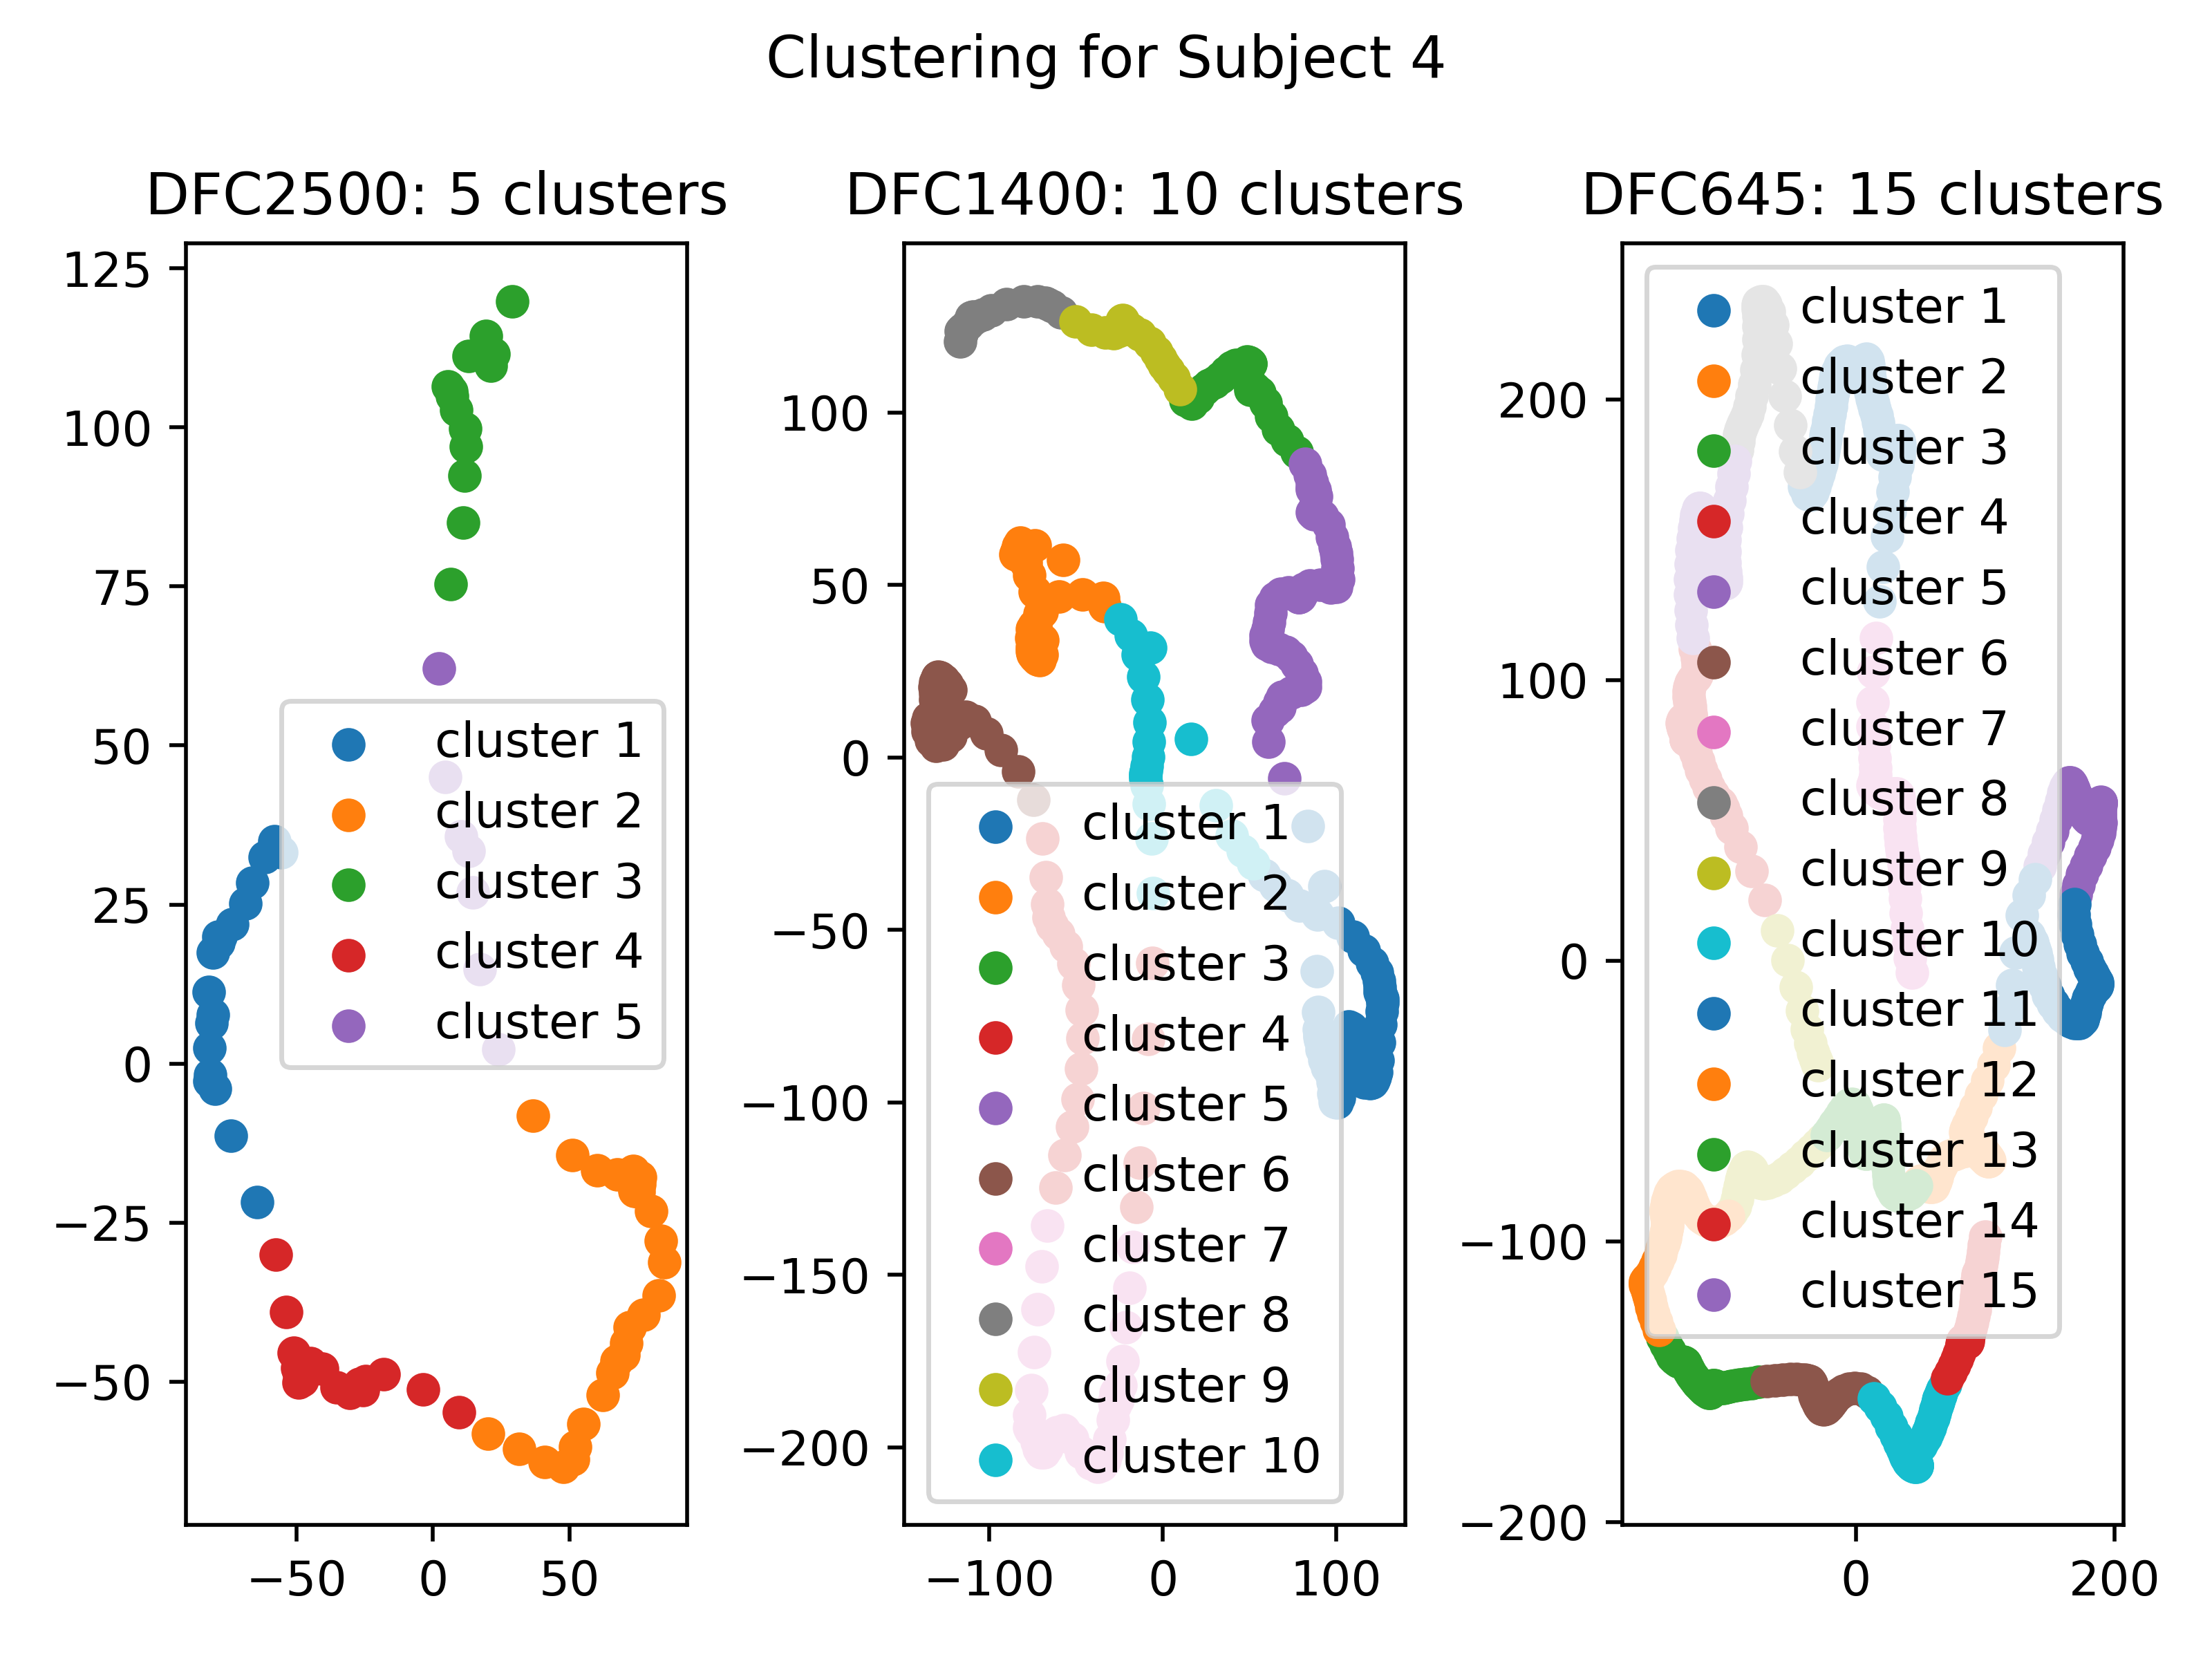 Clustering for Subject 4
DFC2500: 5 clusters
125
100
75
50
25
0
−25
−50
−50
0
50
cluster 1
cluster 2
cluster 3
cluster 4
cluster 5
DFC1400: 10 clusters
100
50
0
−50
−100
−150
−200
−100
0
100
cluster 1
cluster 2
cluster 3
cluster 4
cluster 5
cluster 6
cluster 7
cluster 8
cluster 9
cluster 10
DFC645: 15 clusters
200
100
0
−100
−200
0
200
cluster 1
cluster 2
cluster 3
cluster 4
cluster 5
cluster 6
cluster 7
cluster 8
cluster 9
cluster 10
cluster 11
cluster 12
cluster 13
cluster 14
cluster 15